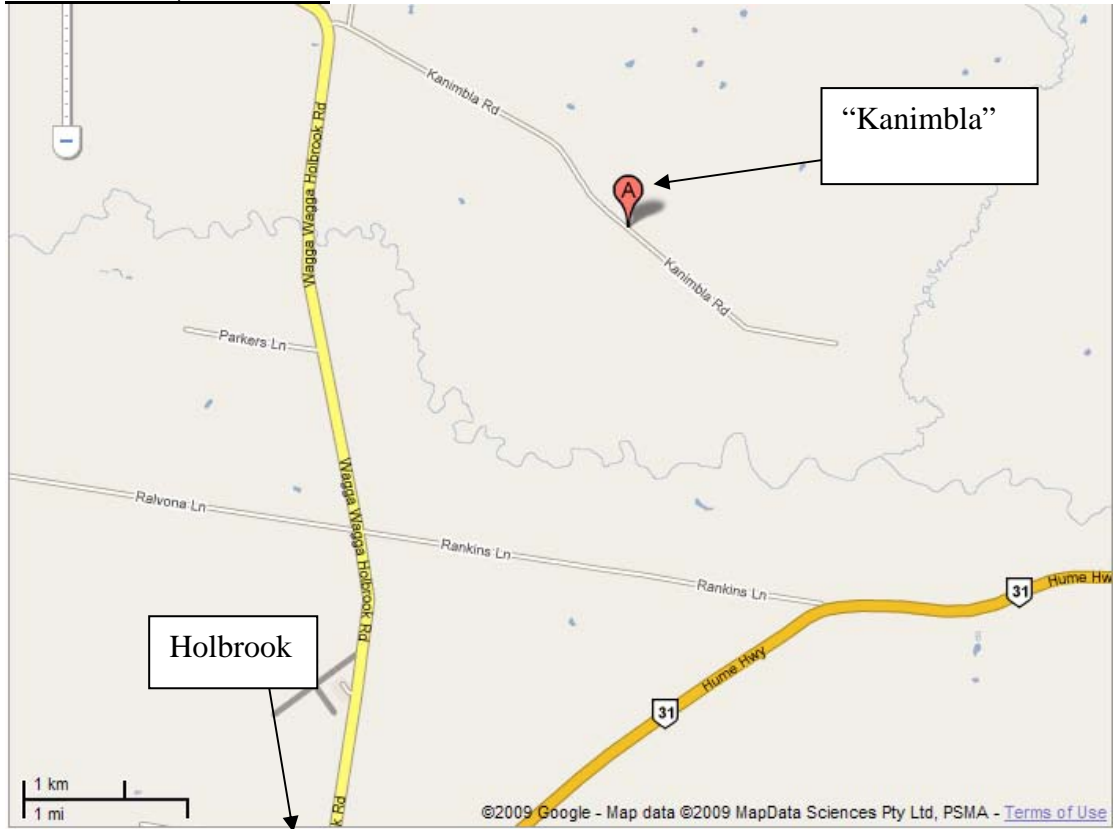 Kanimbla Rd
“Kanimbla”
Wagga Wagga Holbrook Rd
A
Kanimbla Rd
Parkers Ln
Wagga Wagga Holbrook Rd
Ralvona Ln
Rankins Ln
Rankins Ln
31
Hume Hw
Holbrook
Hume Hwy
31
k Rd
1 km
1 mi
©2009 Google - Map data ©2009 MapData Sciences Pty Ltd, PSMA - Terms of Use